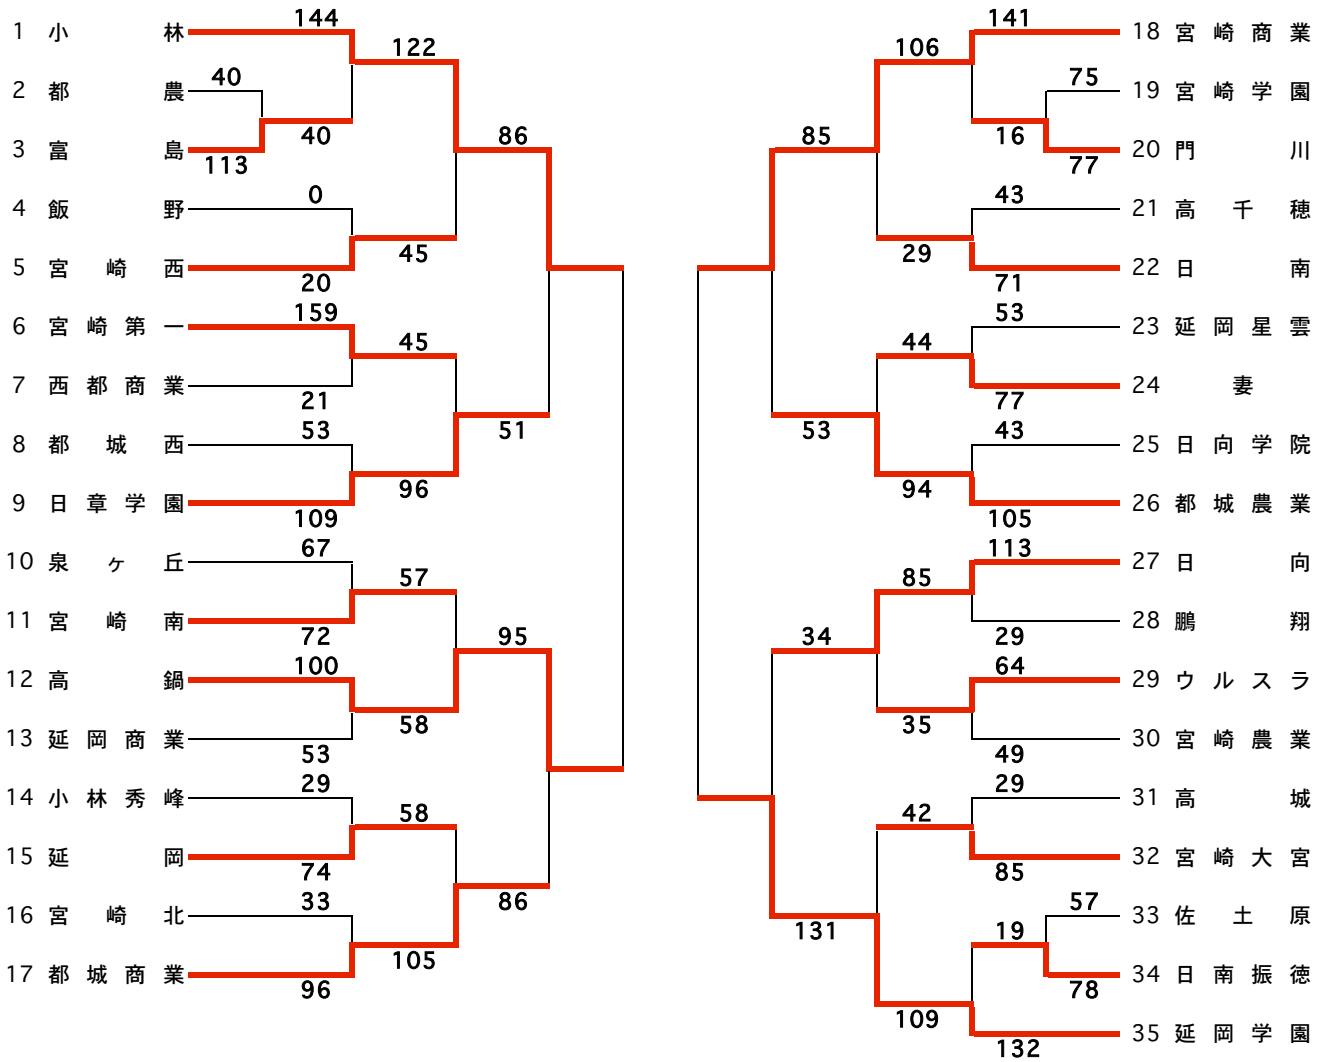 144
1 小林
122
40
2 都農
40
3 富島
113
86
0
4 飯野
45
5 宮崎西
20
159
6 宮崎第一
45
7 西都商業
21
51
53
8 都城西
96
9 日章学園
109
67
10 泉ヶ丘
57
11 宮崎南
72
95
100
12 高鍋
58
13 延岡商業
53
29
14 小林秀峰
58
15 延岡
74
86
33
16 宮崎北
105
17 都城商業
96
141
18 宮崎商業
106
75
19 宮崎学園
16
20 門川
77
85
43
21 高千穂
29
22 日南
71
53
23 延岡星雲
44
24 妻
77
53
43
25 日向学院
94
26 都城農業
105
113
27 日向
85
28 鵬翔
29
34
64
29 ウルスラ
35
30 宮崎農業
49
29
31 高城
42
32 宮崎大宮
85
131
57
33 佐土原
19
34 日南振徳
78
109
35 延岡学園
132